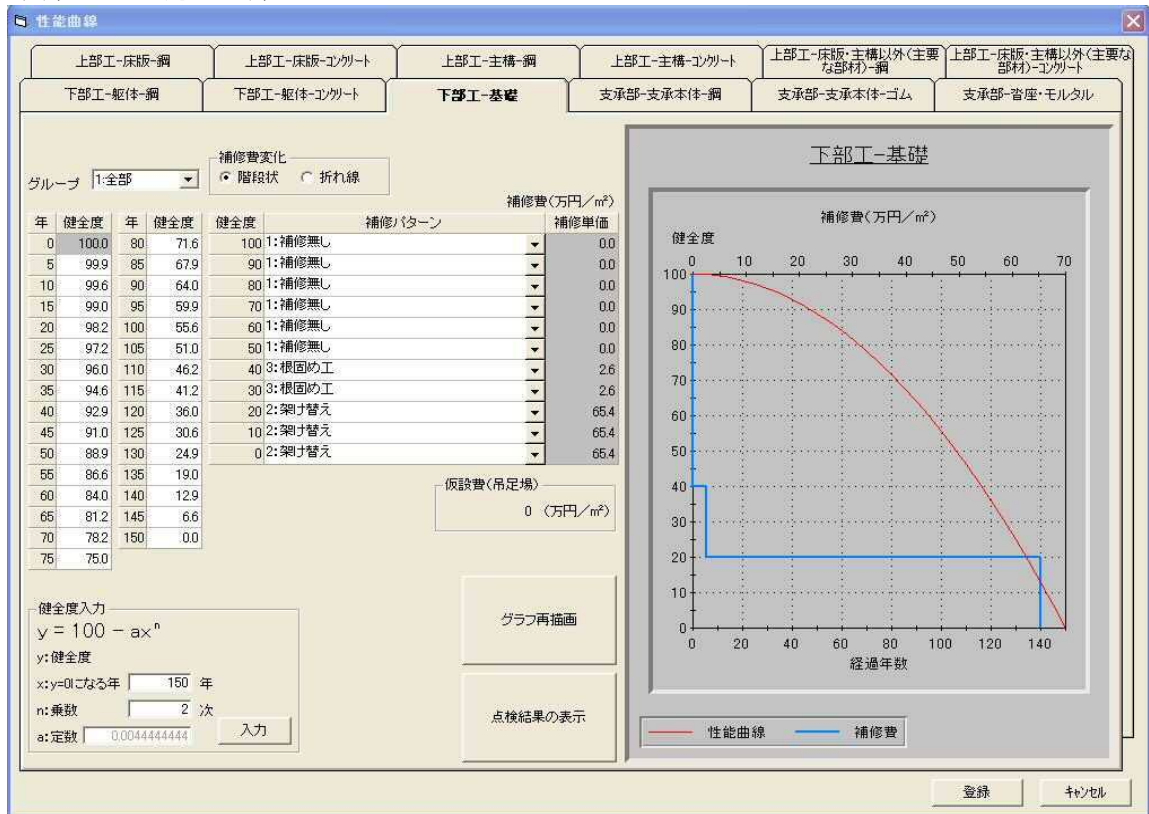 性能曲線
上部工-床版-鋼
上部工-床版-コンクリート
上部工-主構-鋼
上部工-主構-コンクリート
上部工-床版・主構以外(主要な部材)-鋼
上部工-床版・主構以外(主要な部材)-コンクリート
下部工-躯体-鋼
下部工-躯体-コンクリート
下部工-基礎
支承部-支承本体-鋼
支承部-支承本体-ゴム
支承部-沓座・モルタル
グループ 1:全部
補修費変化
階段状 折れ線
補修費(万円/㎡)
年 健全度 年 健全度 健全度 補修パターン 補修単価
0 100.0 80 71.6 100 1:補修無し 0.0
5 99.9 85 67.9 90 1:補修無し 0.0
10 99.6 90 64.0 80 1:補修無し 0.0
15 99.0 95 59.9 70 1:補修無し 0.0
20 98.2 100 55.6 60 1:補修無し 0.0
25 97.2 105 51.0 50 1:補修無し 0.0
30 96.0 110 46.2 40 3:根固め工 2.6
35 94.6 115 41.2 30 3:根固め工 2.6
40 92.9 120 36.0 20 2:架け替え 65.4
45 91.0 125 30.6 10 2:架け替え 65.4
50 88.9 130 24.9 0 2:架け替え 65.4
55 86.6 135 19.0
60 84.0 140 12.9
65 81.2 145 6.6
70 78.2 150 0.0
75 75.0
仮設費(吊足場)
0 (万円/㎡)
健全度入力
y = 100 - axⁿ
y:健全度
x:y=0になる年 150 年
n:乗数 2 次
a:定数 0.0044444444
入力
グラフ再描画
点検結果の表示
下部工-基礎
補修費(万円/㎡)
健全度
0 10 20 30 40 50 60 70
100
90
80
70
60
50
40
30
20
10
0
0 20 40 60 80 100 120 140
経過年数
性能曲線 補修費
登録 キャンセル